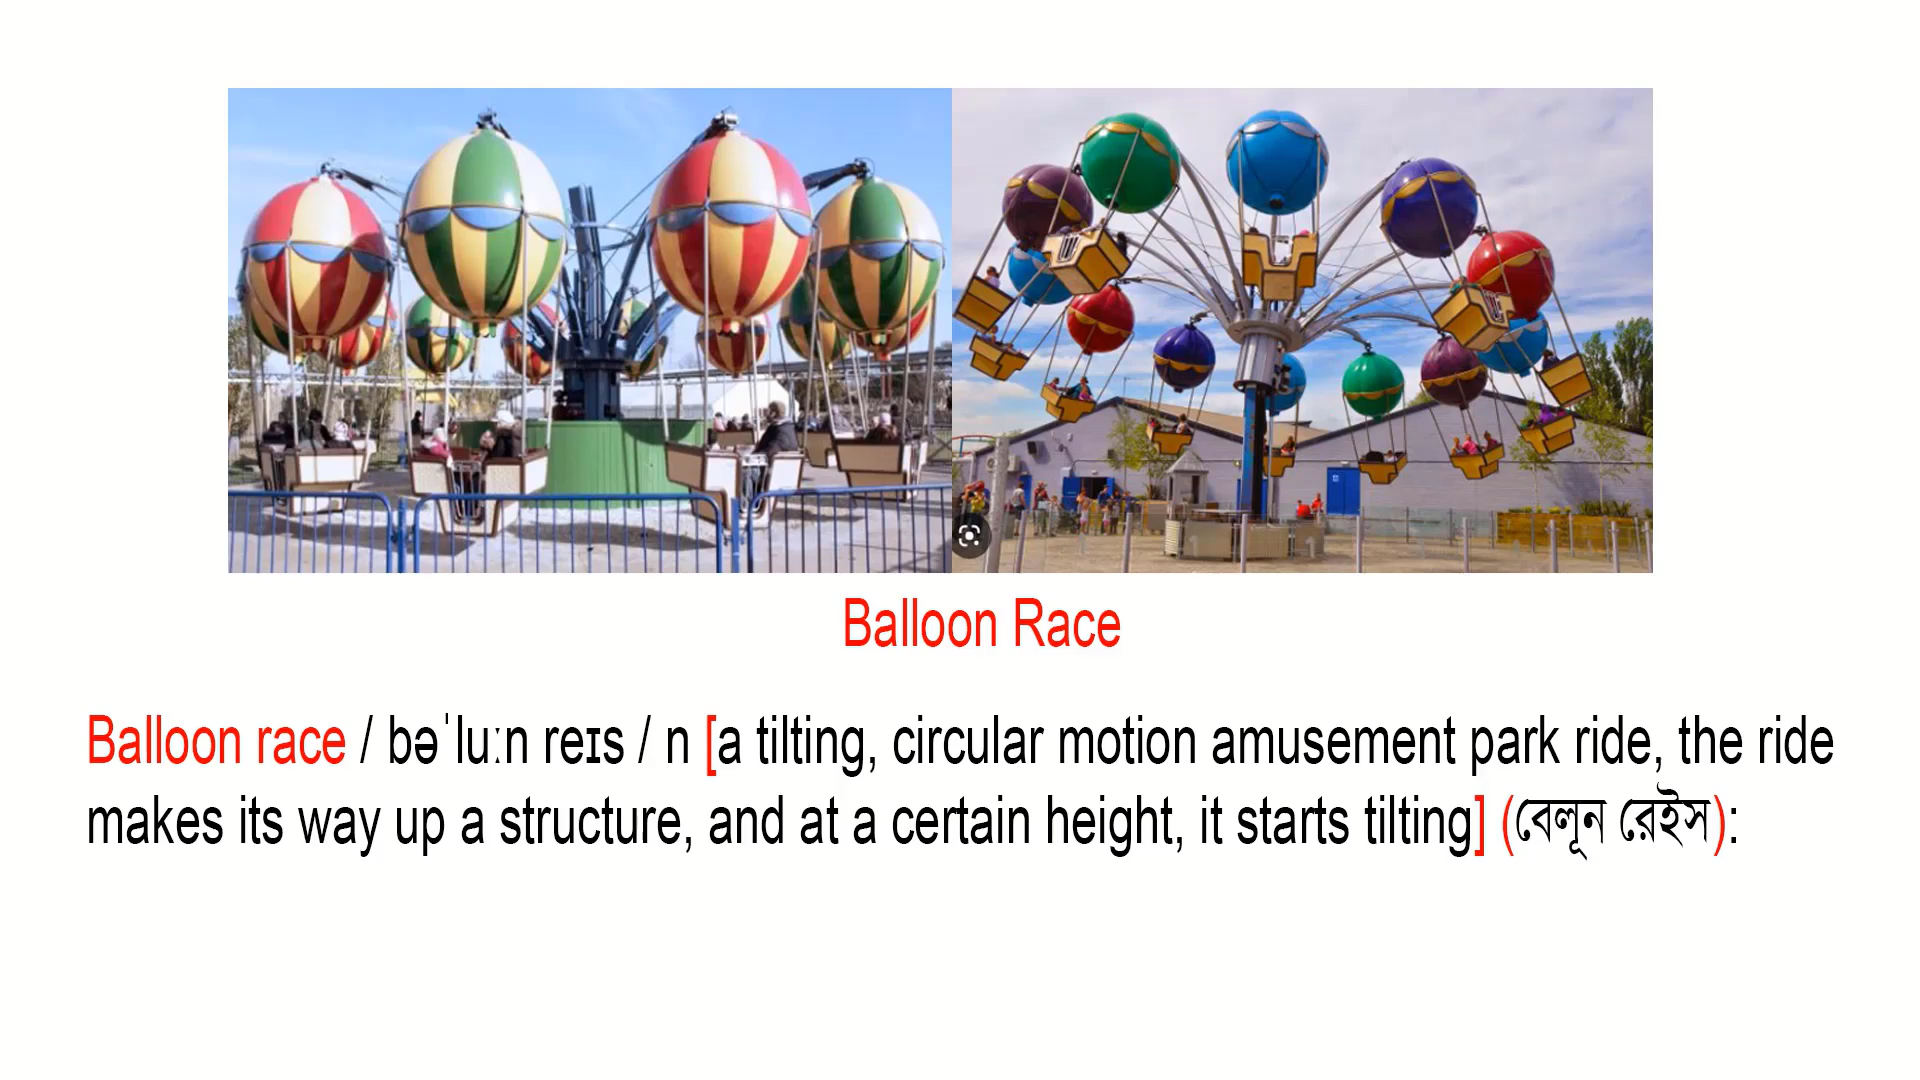 Balloon Race
Balloon race / bəˈluːn reɪs / n [a tilting, circular motion amusement park ride, the ride
makes its way up a structure, and at a certain height, it starts tilting] (বেলুন রেইস):